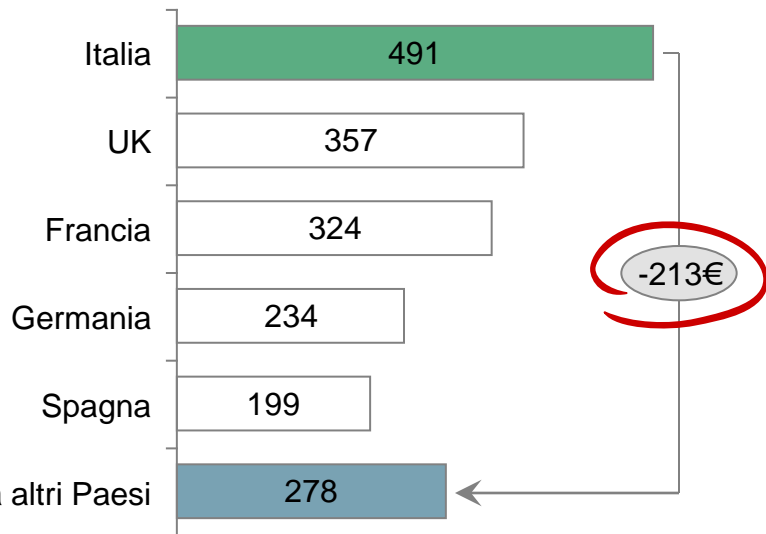 Italia
491
UK
357
Francia
324
-213€
Germania
234
Spagna
199
altri Paesi
278